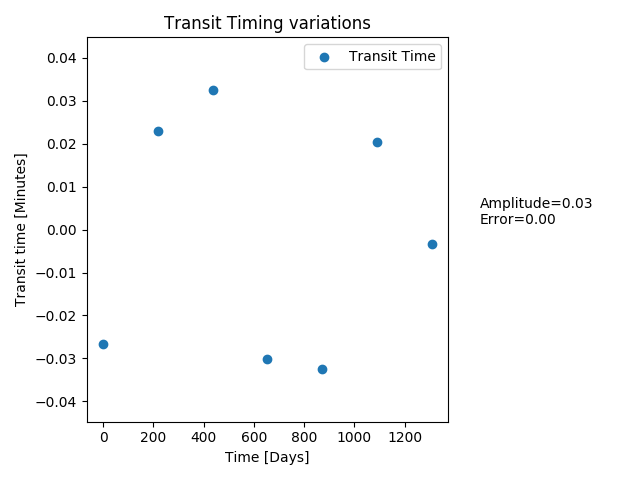 Transit Timing variations
Transit Time
Transit time [Minutes]
0.04
0.03
0.02
0.01
0.00
−0.01
−0.02
−0.03
−0.04
0 200 400 600 800 1000 1200
Time [Days]
Amplitude=0.03
Error=0.00